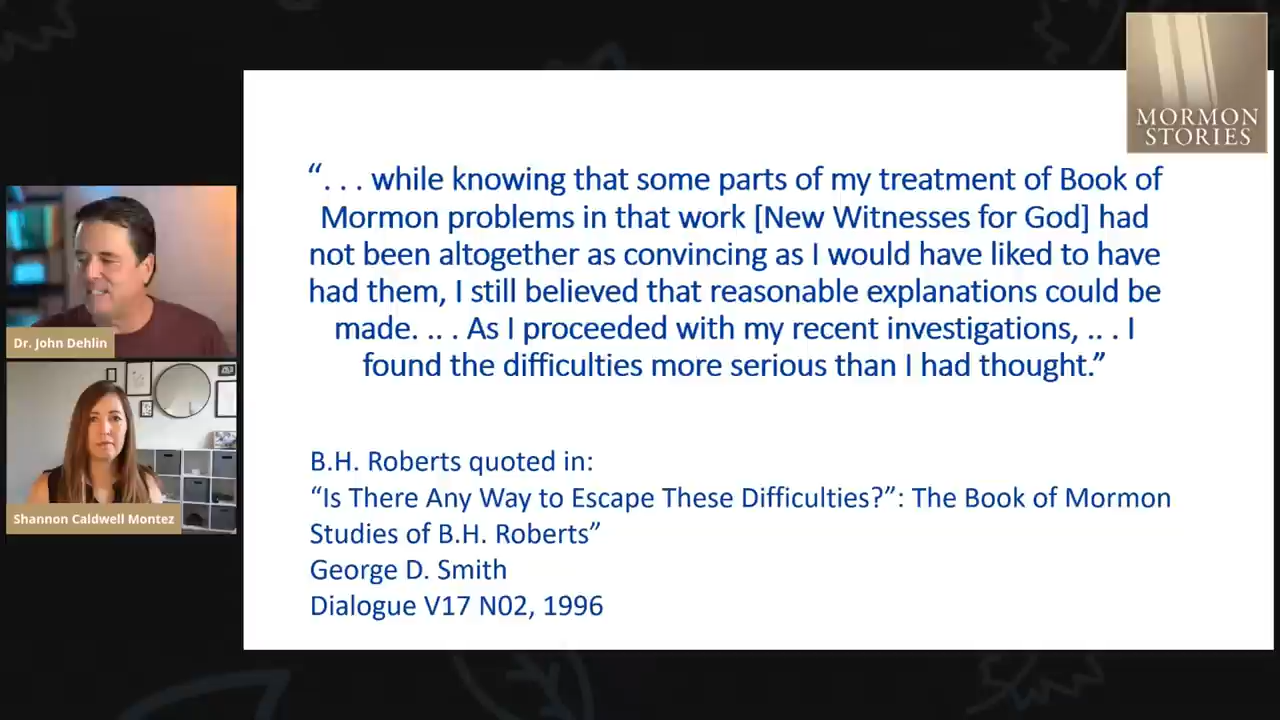 MORMON
STORIES
“. . . while knowing that some parts of my treatment of Book of
Mormon problems in that work [New Witnesses for God] had
not been altogether as convincing as I would have liked to have
had them, I still believed that reasonable explanations could be
made. .. . As I proceeded with my recent investigations, .. . I
found the difficulties more serious than I had thought.”
B.H. Roberts quoted in:
“Is There Any Way to Escape These Difficulties?”: The Book of Mormon
Studies of B.H. Roberts”
George D. Smith
Dialogue V17 N02, 1996
Dr. John Dehlin
Shannon Caldwell Montez